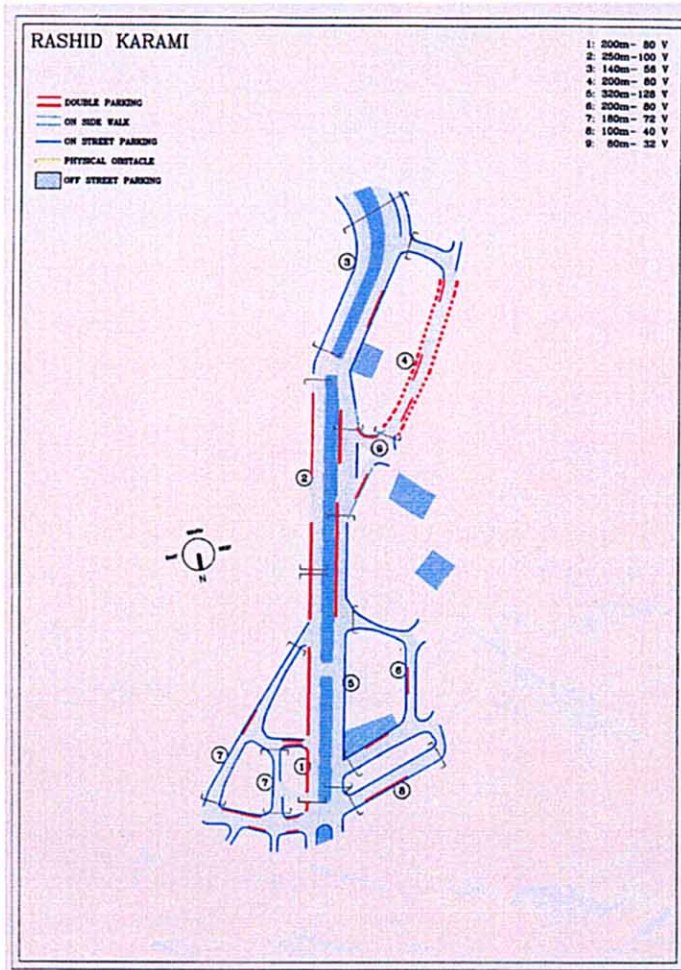 RASHID KARAMI
DOUBLE PARKING
ON SIDE WALK
ON STREET PARKING
PHYSICAL OBSTACLE
OFF STREET PARKING
1: 200m- 80 V
2: 250m-100 V
3: 140m- 56 V
4: 200m- 80 V
5: 320m-128 V
6: 200m- 80 V
7: 180m- 72 V
8: 100m- 40 V
9: 80m- 32 V
3
4
9
2
N
6
5
7
7
1
8